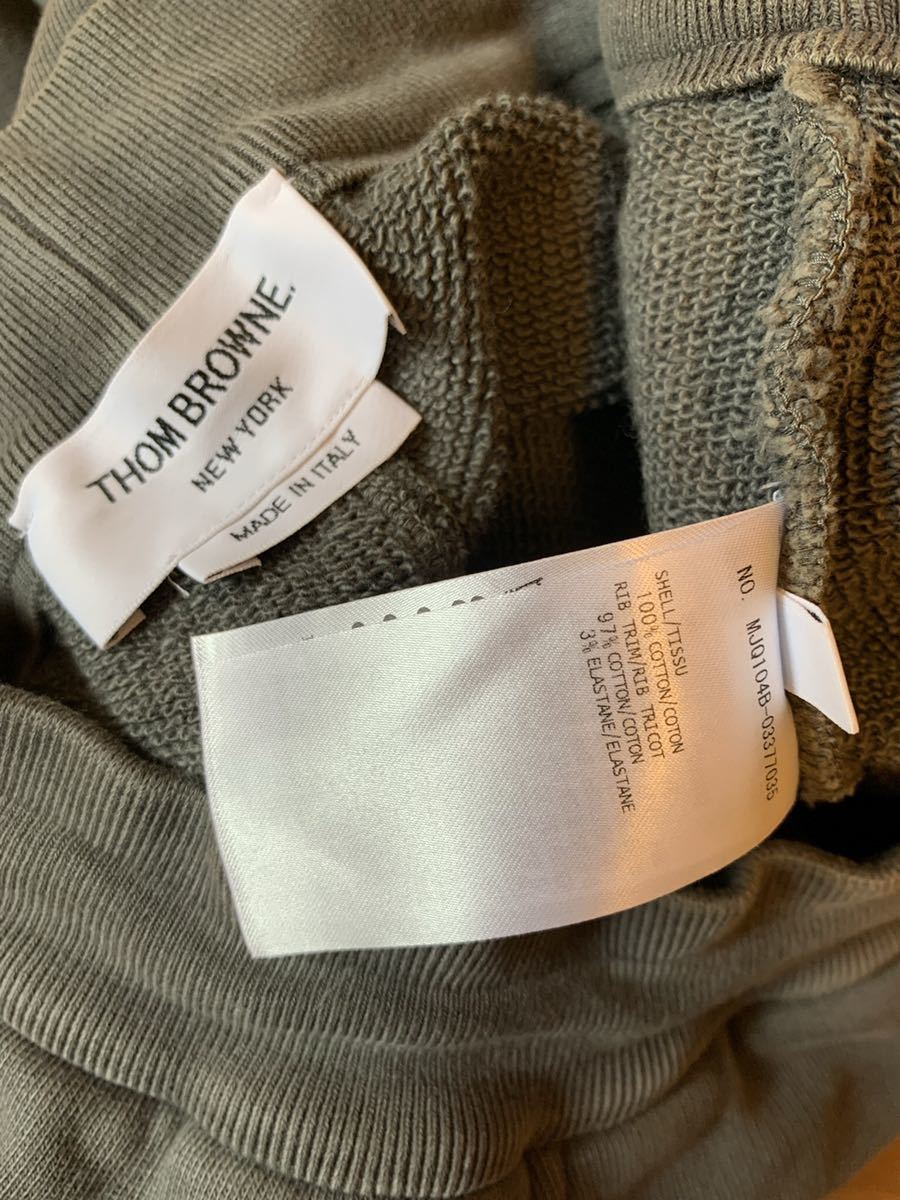 THOM BROWNE.
NEW YORK
MADE IN ITALY
NO. MJQ104B-03377035
SHELL/TISSU
100% COTTON/COTON
RIB TRIM/RIB TRICOT
97% COTTON/COTON
3% ELASTANE/ELASTANE